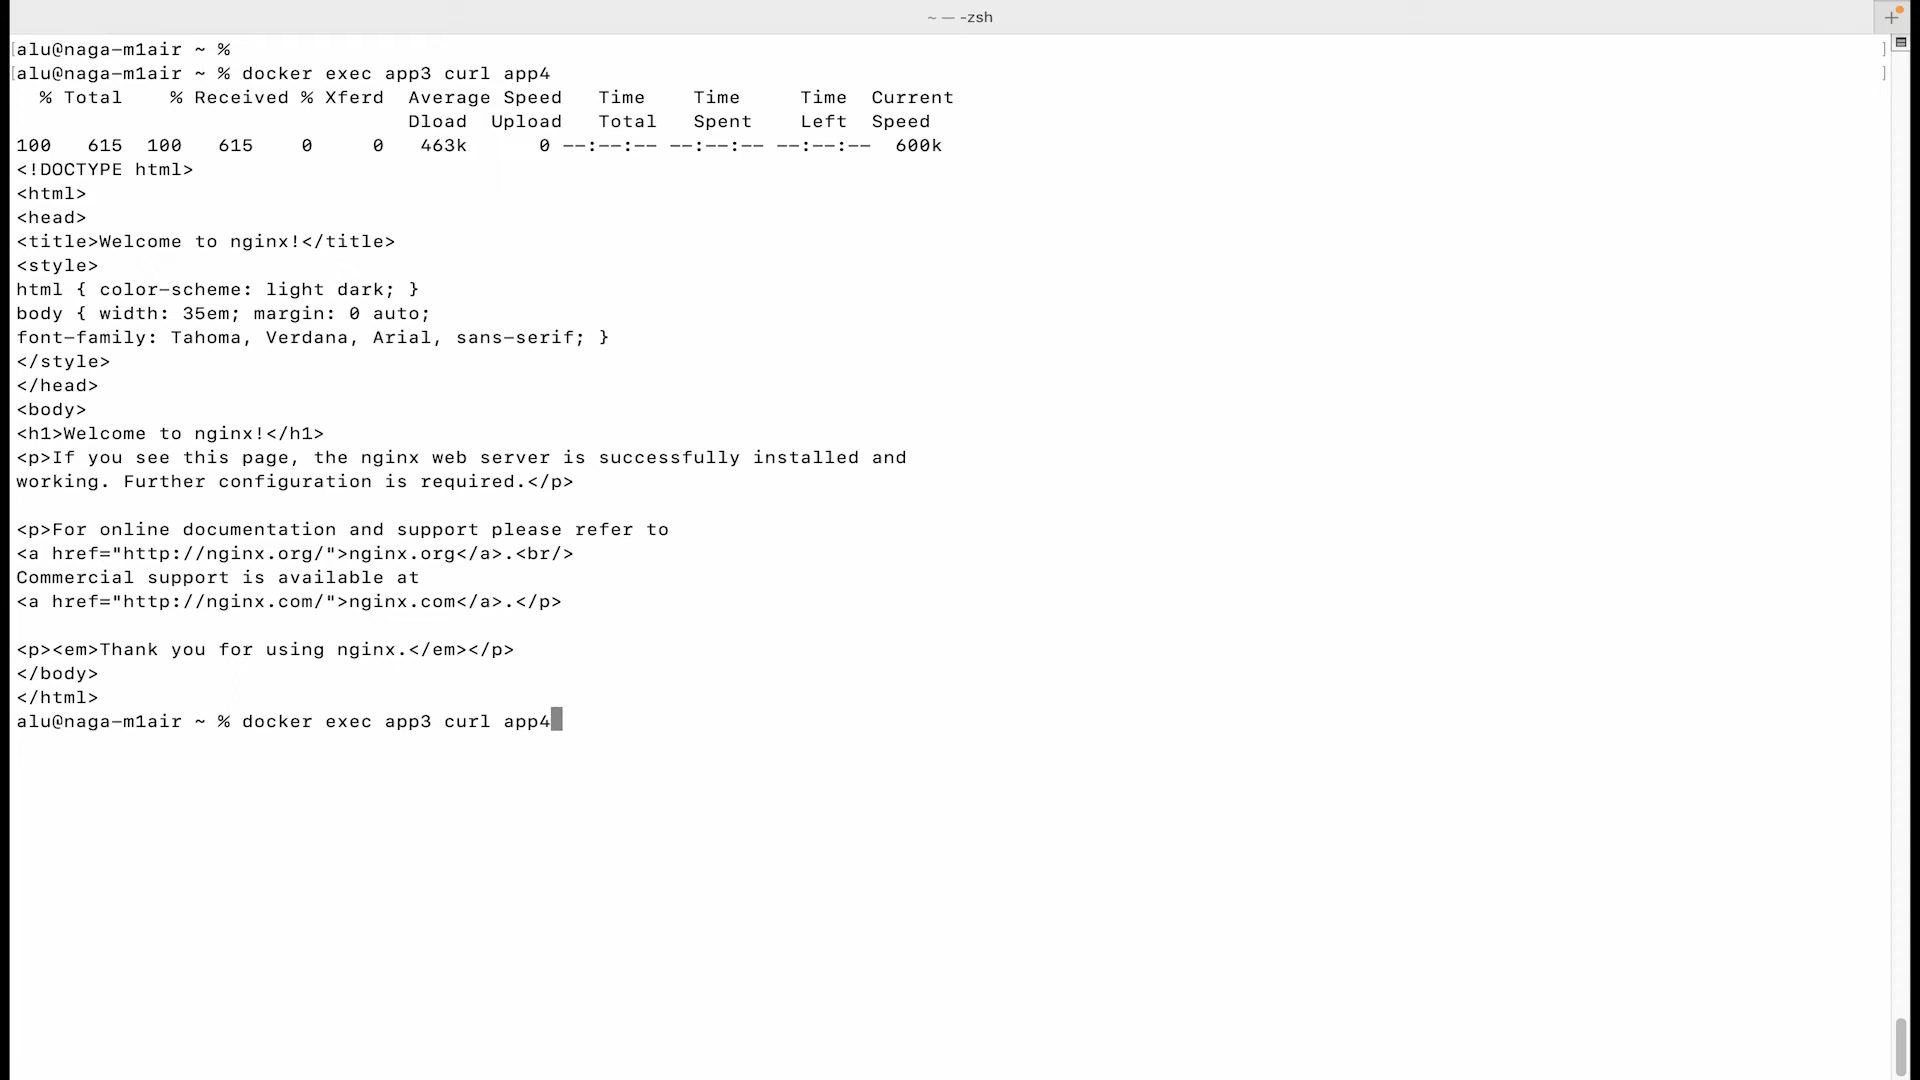 ~ — -zsh
alu@naga-m1air ~ %
alu@naga-m1air ~ % docker exec app3 curl app4
  % Total    % Received % Xferd  Average Speed   Time    Time     Time  Current
                                 Dload  Upload   Total   Spent    Left  Speed
100   615  100   615    0     0   463k      0 --:--:-- --:--:-- --:--:--  600k
<!DOCTYPE html>
<html>
<head>
<title>Welcome to nginx!</title>
<style>
html { color-scheme: light dark; }
body { width: 35em; margin: 0 auto;
font-family: Tahoma, Verdana, Arial, sans-serif; }
</style>
</head>
<body>
<h1>Welcome to nginx!</h1>
<p>If you see this page, the nginx web server is successfully installed and
working. Further configuration is required.</p>

<p>For online documentation and support please refer to
<a href="http://nginx.org/">nginx.org</a>.<br/>
Commercial support is available at
<a href="http://nginx.com/">nginx.com</a>.</p>

<p><em>Thank you for using nginx.</em></p>
</body>
</html>
alu@naga-m1air ~ % docker exec app3 curl app4